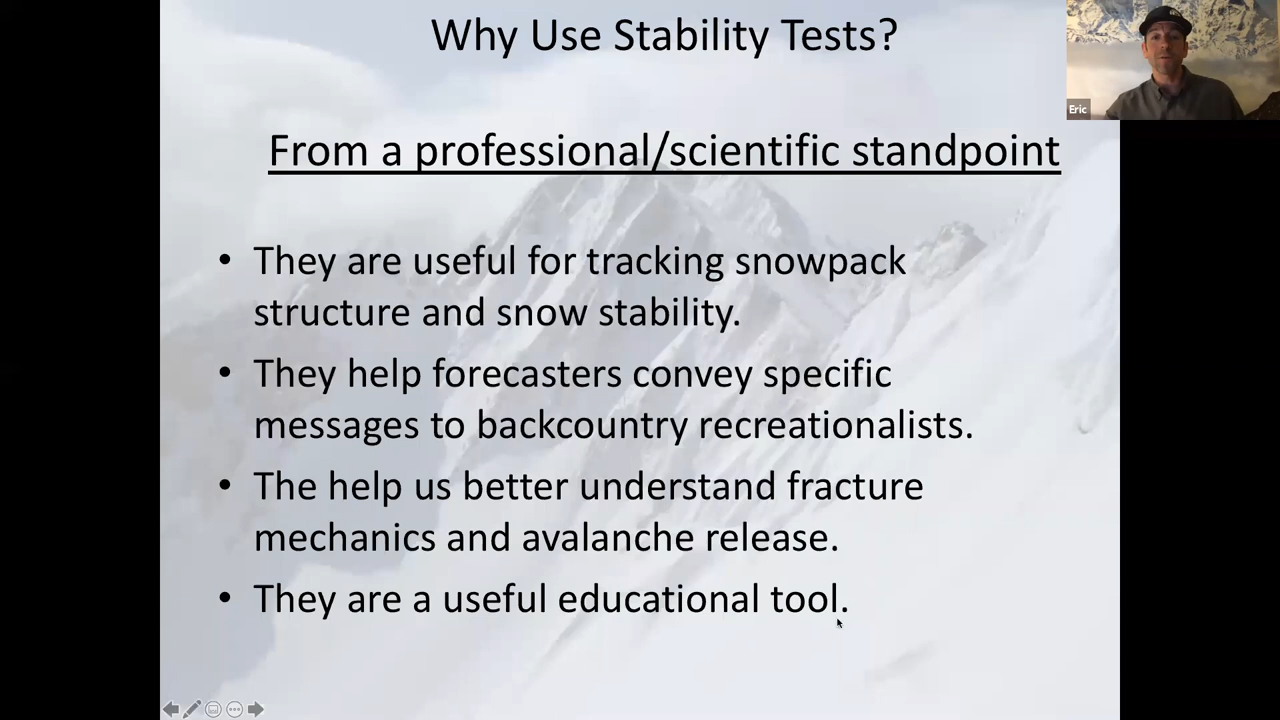 Why Use Stability Tests?
Eric
From a professional/scientific standpoint
• They are useful for tracking snowpack
structure and snow stability.
• They help forecasters convey specific
messages to backcountry recreationalists.
• The help us better understand fracture
mechanics and avalanche release.
• They are a useful educational tool.